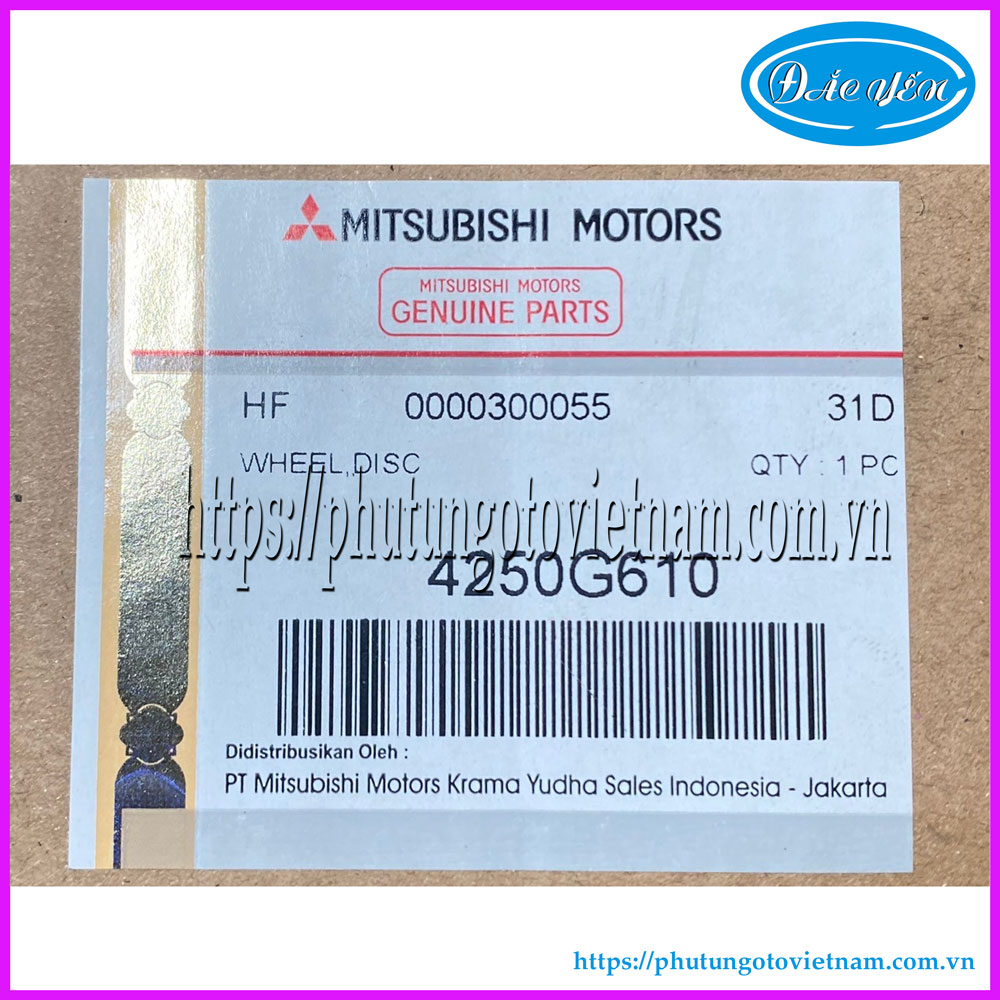 ĐẮC YẾN
MITSUBISHI MOTORS
MITSUBISHI MOTORS
GENUINE PARTS
HF 0000300055 31D
WHEEL,DISC QTY : 1 PC
https://phutungotovietnam.com.vn
4250G610
Didistribusikan Oleh :
PT Mitsubishi Motors Krama Yudha Sales Indonesia - Jakarta
https://phutungotovietnam.com.vn